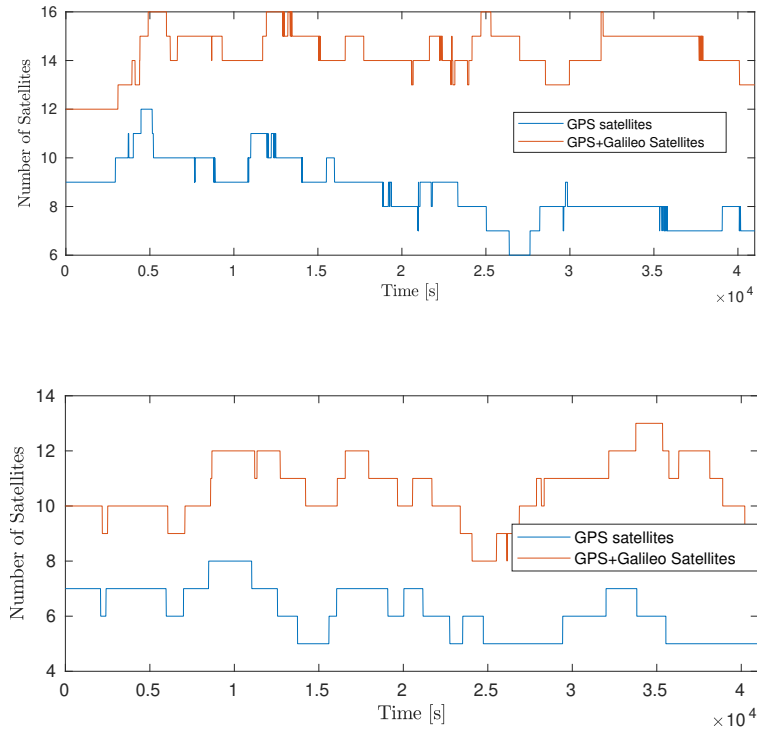 16
14
12
10
8
6
Number of Satellites
GPS satellites
GPS+Galileo Satellites
0 0.5 1 1.5 2 2.5 3 3.5 4
Time [s]
×10^4
14
12
10
8
6
4
Number of Satellites
GPS satellites
GPS+Galileo Satellites
0 0.5 1 1.5 2 2.5 3 3.5 4
Time [s]
×10^4